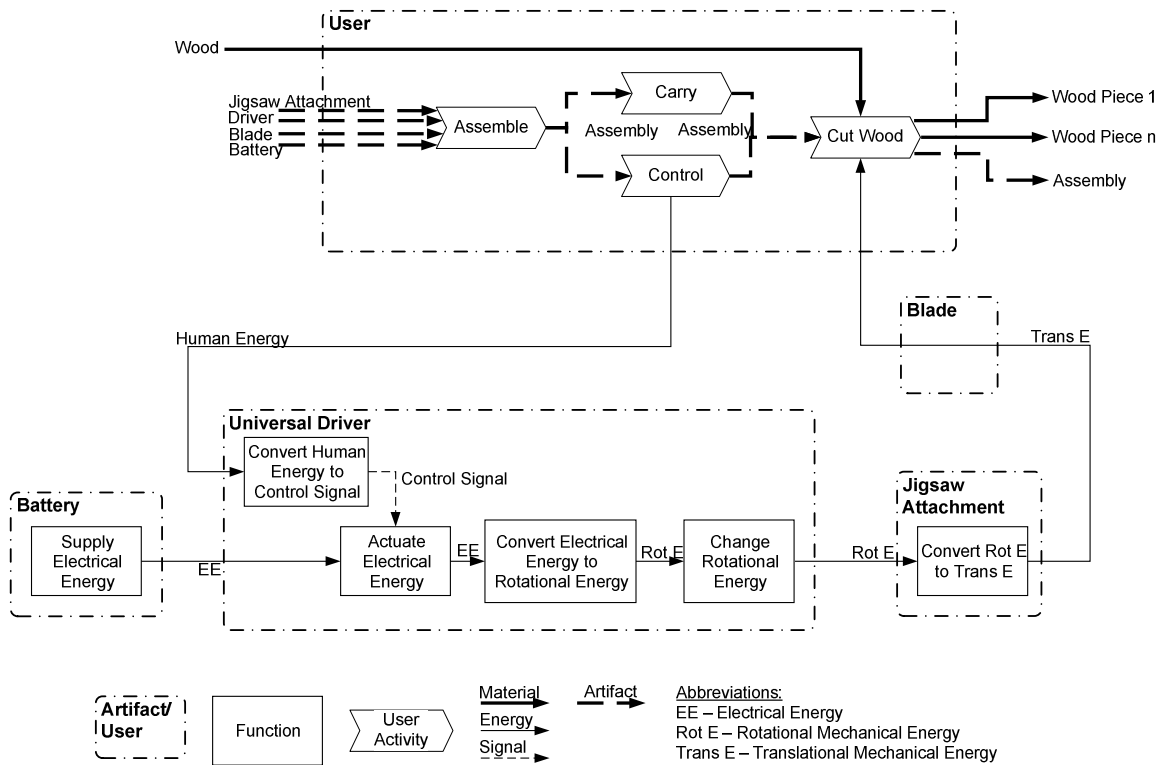 User
Wood
Jigsaw Attachment
Driver
Blade
Battery
Assemble
Assembly
Carry
Assembly
Control
Cut Wood
Wood Piece 1
Wood Piece n
Assembly
Human Energy
Blade
Trans E
Universal Driver
Convert Human
Energy to
Control Signal
Control Signal
Battery
Supply
Electrical
Energy
EE
Actuate
Electrical
Energy
EE
Convert Electrical
Energy to
Rotational Energy
Rot E
Change
Rotational
Energy
Rot E
Jigsaw
Attachment
Convert Rot E
to Trans E
Artifact/
User
Function
User
Activity
Material
Energy
Signal
Artifact
Abbreviations:
EE – Electrical Energy
Rot E – Rotational Mechanical Energy
Trans E – Translational Mechanical Energy